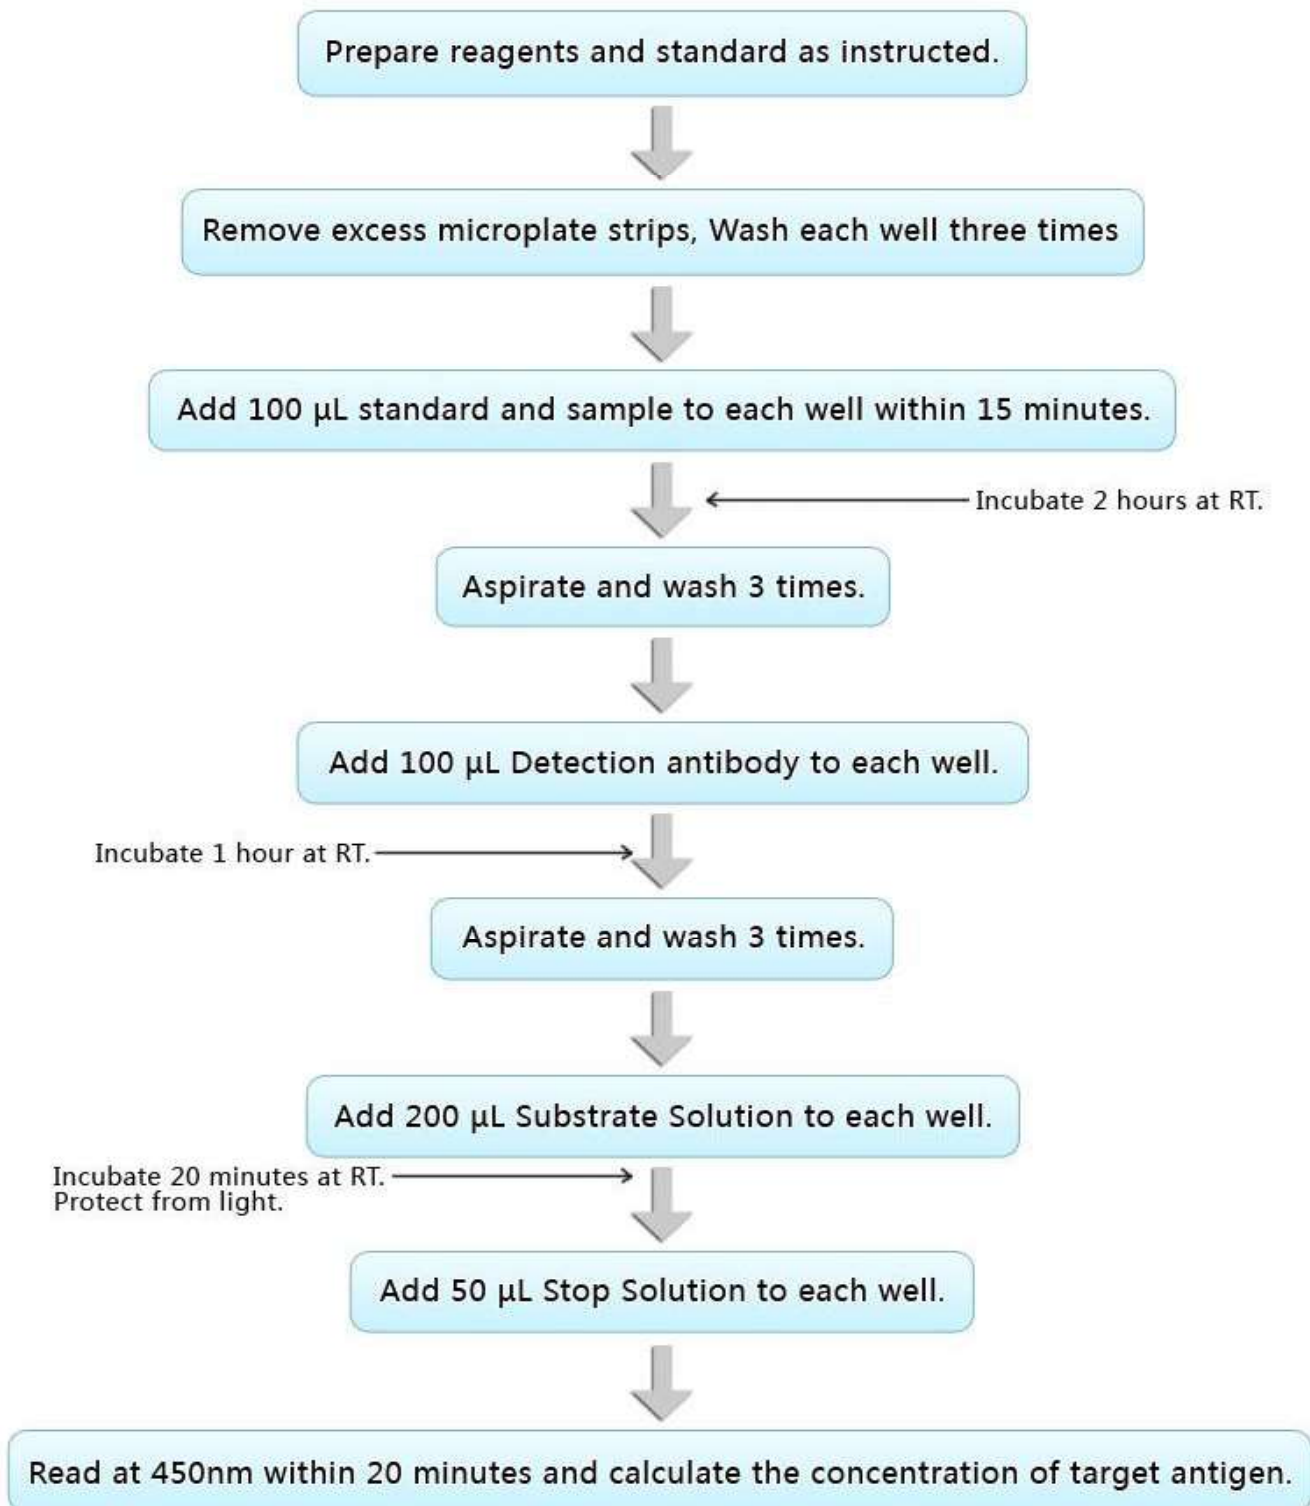 Prepare reagents and standard as instructed.
Remove excess microplate strips, Wash each well three times
Add 100 μL standard and sample to each well within 15 minutes.
Incubate 2 hours at RT.
Aspirate and wash 3 times.
Add 100 μL Detection antibody to each well.
Incubate 1 hour at RT.
Aspirate and wash 3 times.
Add 200 μL Substrate Solution to each well.
Incubate 20 minutes at RT.
Protect from light.
Add 50 μL Stop Solution to each well.
Read at 450nm within 20 minutes and calculate the concentration of target antigen.